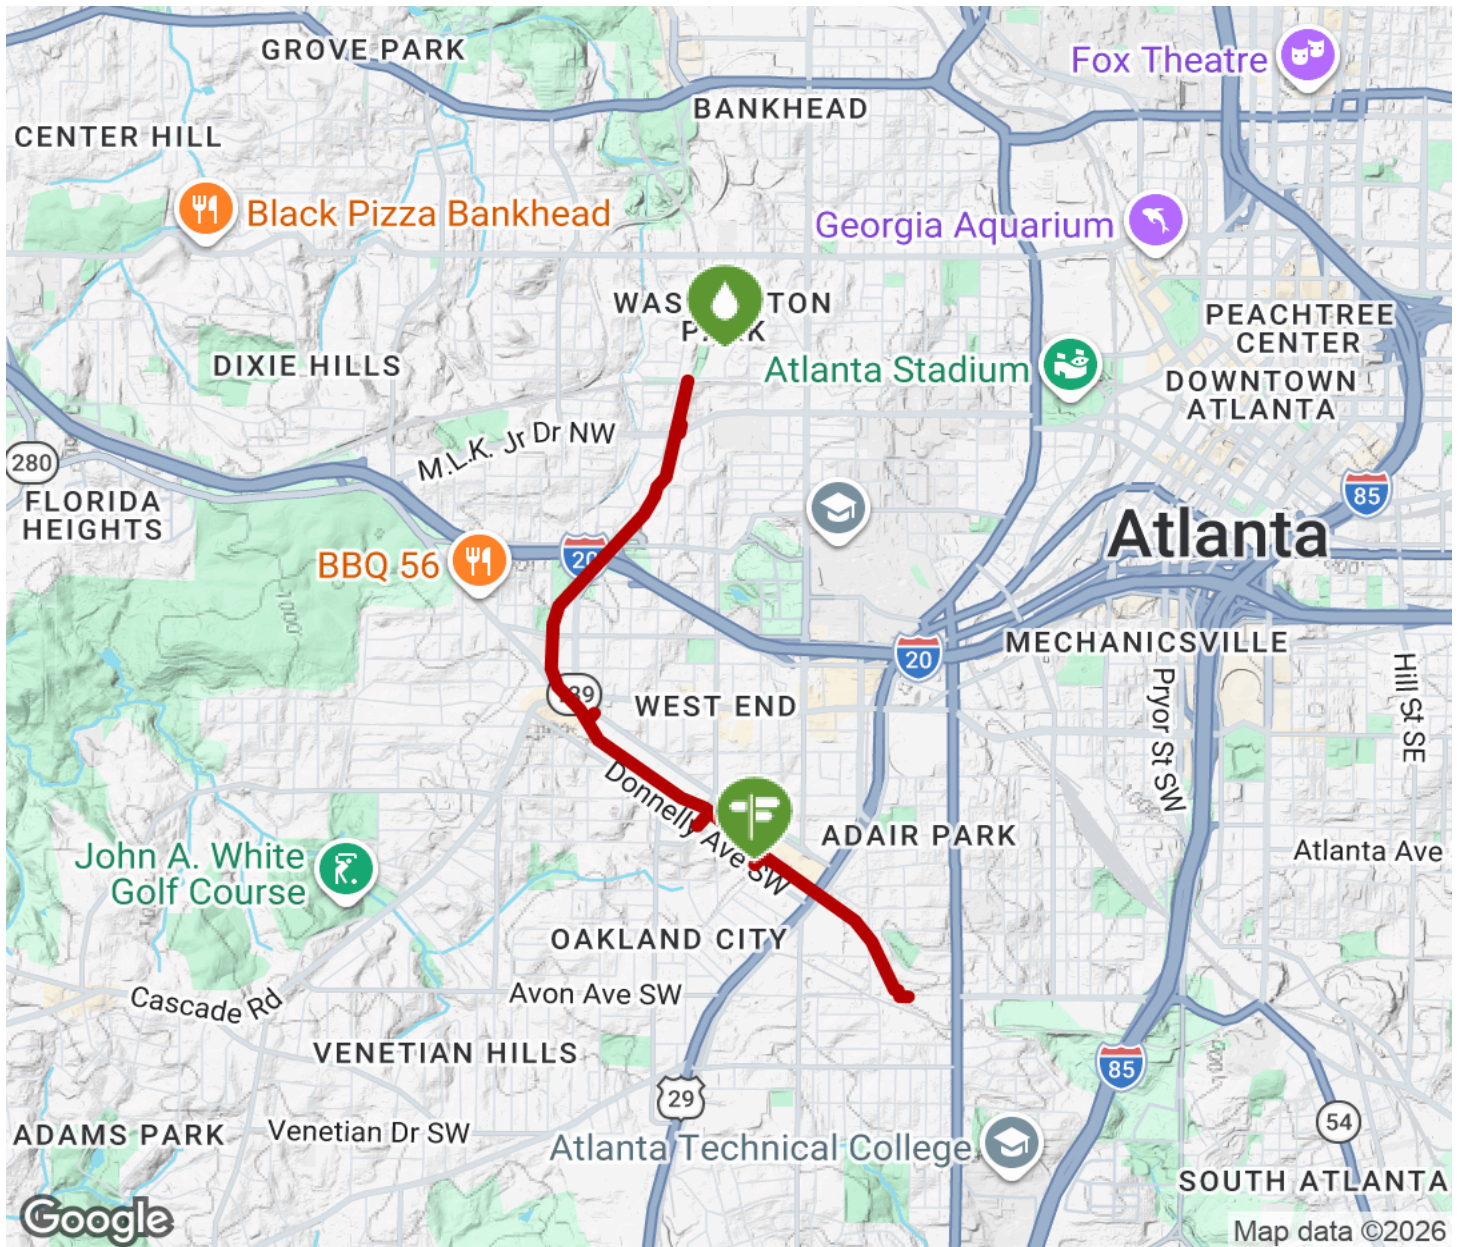 GROVE PARK
Fox Theatre
BANKHEAD
CENTER HILL
Black Pizza Bankhead
Georgia Aquarium
WAS TON
P RK
PEACHTREE
CENTER
DIXIE HILLS
Atlanta Stadium
DOWNTOWN
ATLANTA
M.L.K. Jr Dr NW
280
85
FLORIDA
HEIGHTS
Atlanta
BBQ 56
20
1000
MECHANICSVILLE
20
Hill St SE
Pryor St SW
39
WEST END
Donnelly Ave SW
ADAIR PARK
Atlanta Ave
John A. White
Golf Course
OAKLAND CITY
Avon Ave SW
Cascade Rd
VENETIAN HILLS
85
29
54
ADAMS PARK
Venetian Dr SW
Atlanta Technical College
SOUTH ATLANTA
Google
Map data ©2026